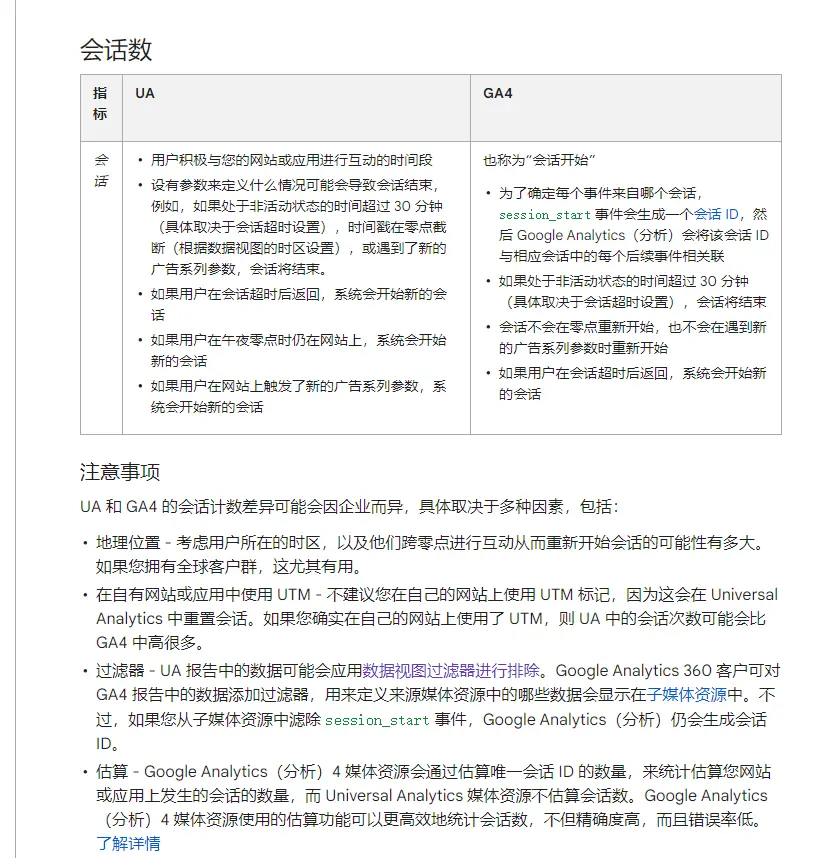 会话数
指标
UA
GA4
会话
• 用户积极与您的网站或应用进行互动的时间段
• 设有参数来定义什么情况可能会导致会话结束，
例如，如果处于非活动状态的时间超过 30 分钟
（具体取决于会话超时设置），时间戳在零点截
断（根据数据视图的时区设置），或遇到了新的
广告系列参数，会话将结束。
• 如果用户在会话超时后返回，系统会开始新的会
话
• 如果用户在午夜零点时仍在网站上，系统会开始
新的会话
• 如果用户在网站上触发了新的广告系列参数，系
统会开始新的会话
也称为“会话开始”
• 为了确定每个事件来自哪个会话，
session_start 事件会生成一个会话 ID，然
后 Google Analytics（分析）会将该会话 ID
与相应会话中的每个后续事件相关联
• 如果处于非活动状态的时间超过 30 分钟
（具体取决于会话超时设置），会话将结束
• 会话不会在零点重新开始，也不会在遇到新
的广告系列参数时重新开始
• 如果用户在会话超时后返回，系统会开始新
的会话
注意事项
UA 和 GA4 的会话计数差异可能会因企业而异，具体取决于多种因素，包括：
• 地理位置 - 考虑用户所在的时区，以及他们跨零点进行互动从而重新开始会话的可能性有多大。
如果您拥有全球客户群，这尤其有用。
• 在自有网站或应用中使用 UTM - 不建议您在自己的网站上使用 UTM 标记，因为这会在 Universal
Analytics 中重置会话。如果您确实在自己的网站上使用了 UTM，则 UA 中的会话次数可能会比
GA4 中高很多。
• 过滤器 - UA 报告中的数据可能会应用数据视图过滤器进行排除。Google Analytics 360 客户可对
GA4 报告中的数据添加过滤器，用来定义来源媒体资源中的哪些数据会显示在子媒体资源中。不
过，如果您从子媒体资源中滤除 session_start 事件，Google Analytics（分析）仍会生成会话
ID。
• 估算 - Google Analytics（分析）4 媒体资源会通过估算唯一会话 ID 的数量，来统计估算您网站
或应用上发生的会话的数量，而 Universal Analytics 媒体资源不估算会话数。Google Analytics
（分析）4 媒体资源使用的估算功能可以更高效地统计会话数，不但精确度高，而且错误率低。
了解详情